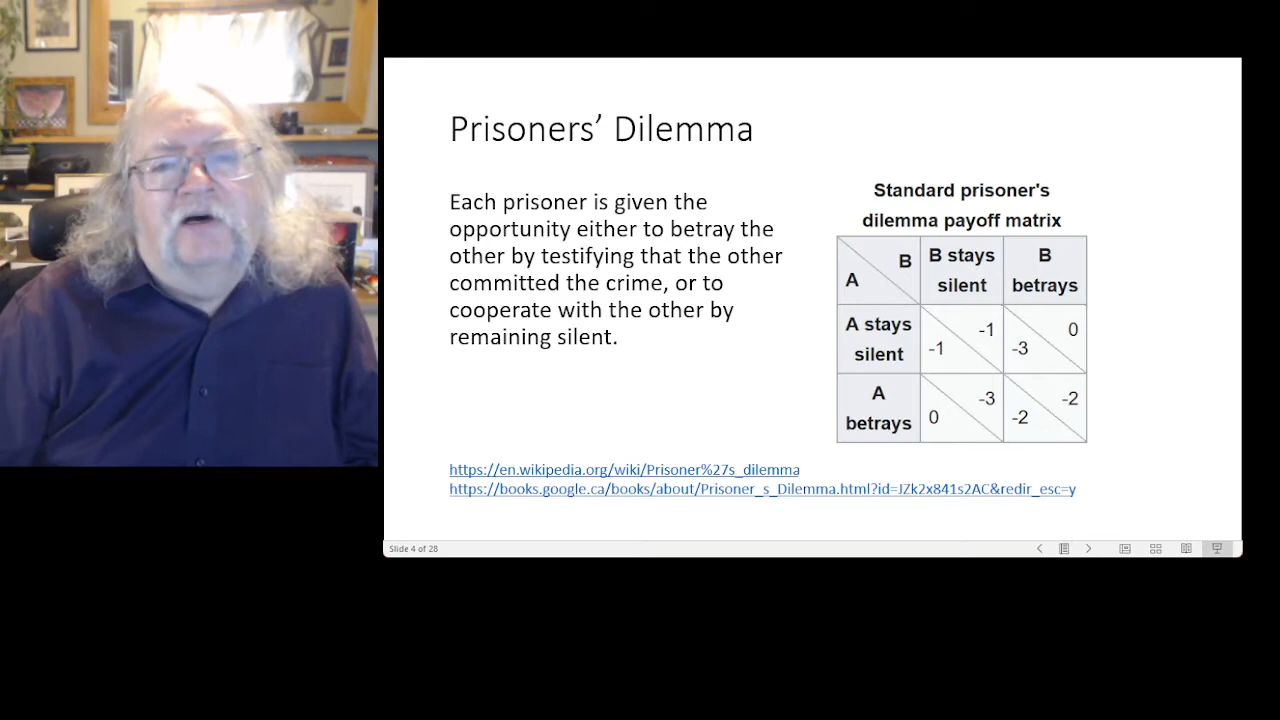 Prisoners’ Dilemma
Each prisoner is given the
opportunity either to betray the
other by testifying that the other
committed the crime, or to
cooperate with the other by
remaining silent.
Standard prisoner's
dilemma payoff matrix
B
A
B stays
silent
B
betrays
A stays
silent
-1
-1
0
-3
A
betrays
-3
0
-2
-2
https://en.wikipedia.org/wiki/Prisoner%27s_dilemma
https://books.google.ca/books/about/Prisoner_s_Dilemma.html?id=JZk2x841s2AC&redir_esc=y
Slide 4 of 28